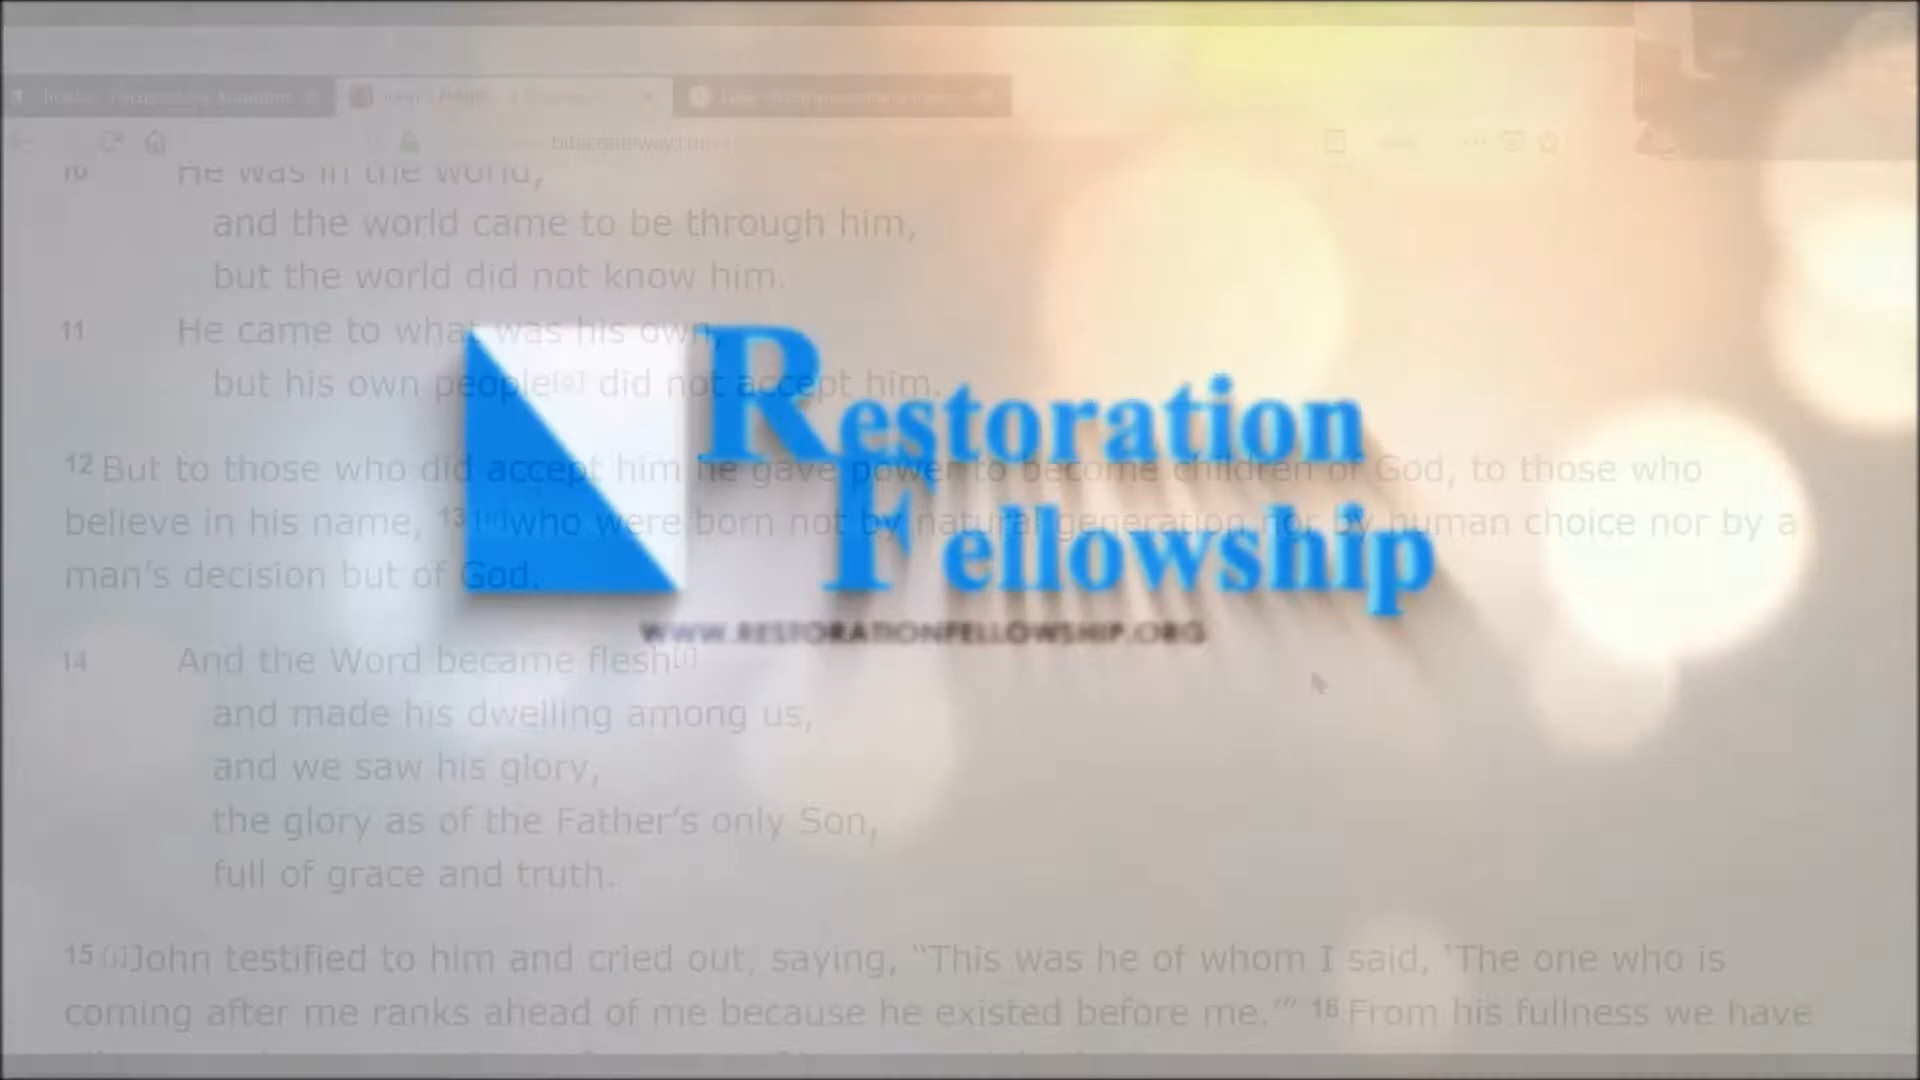 biblegateway.com
10 He was in the world,
and the world came to be through him,
but the world did not know him.
11 He came to what was his own,
but his own people did not accept him.
12 But to those who did accept him he gave power to become children of God, to those who
believe in his name, 13 who were born not by natural generation nor by human choice nor by a
man’s decision but of God.
Restoration
Fellowship
WWW.RESTORATIONFELLOWSHIP.ORG
14 And the Word became flesh
and made his dwelling among us,
and we saw his glory,
the glory as of the Father’s only Son,
full of grace and truth.
15 [j]John testified to him and cried out, saying, “This was he of whom I said, ‘The one who is
coming after me ranks ahead of me because he existed before me.’” 16 From his fullness we have